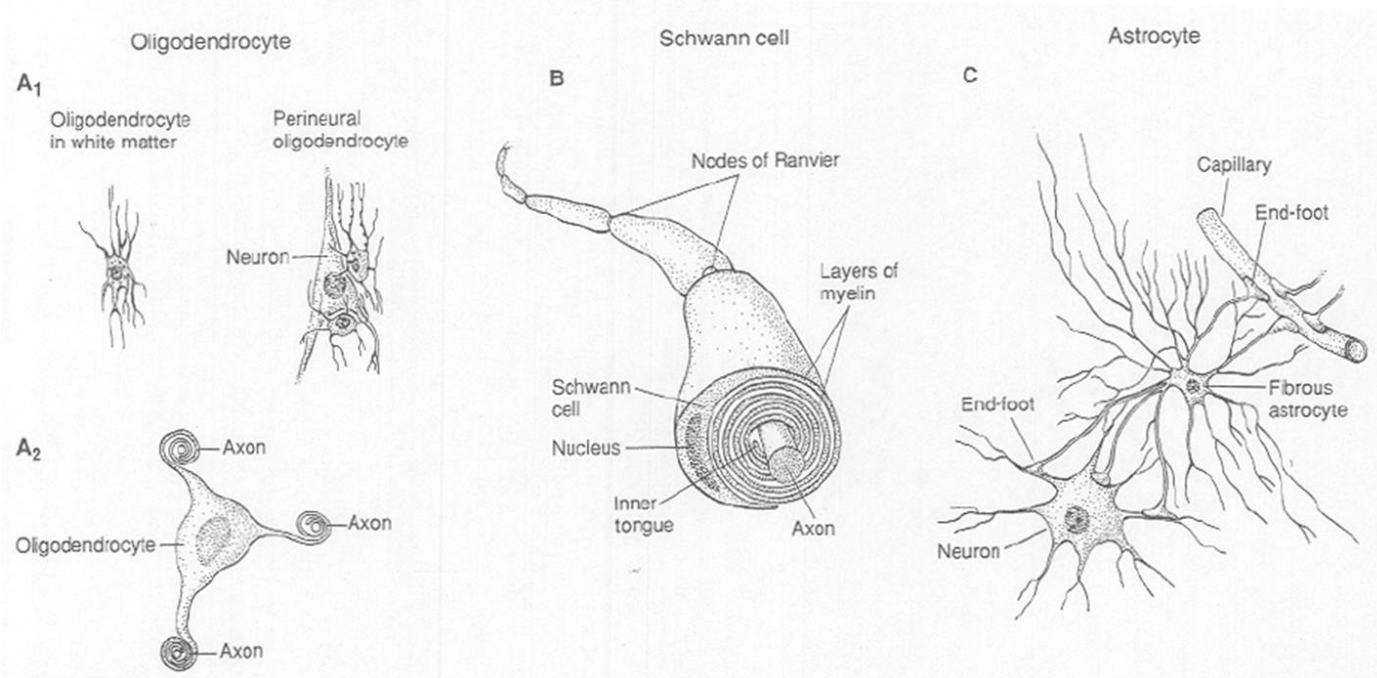 Oligodendrocyte
A1
Oligodendrocyte
in white matter
Perineural
oligodendrocyte
Neuron
A2
Axon
Axon
Oligodendrocyte
Axon
Schwann cell
B
Nodes of Ranvier
Layers of
myelin
Schwann
cell
Nucleus
Inner
tongue
Axon
Astrocyte
C
Capillary
End-foot
Fibrous
astrocyte
End-foot
Neuron